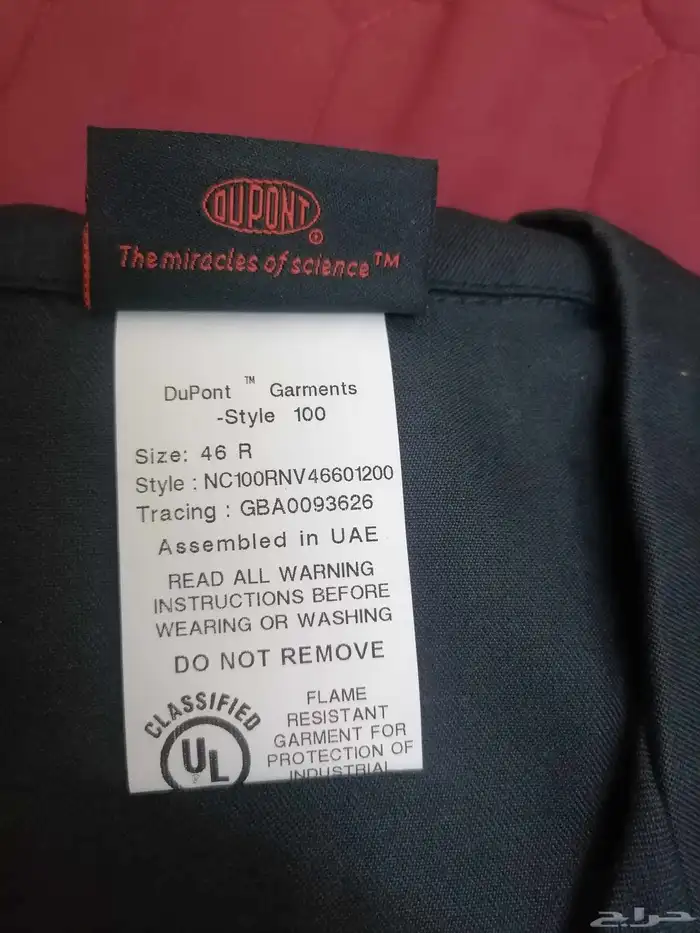 DUPONT ®
The miracles of science™
DuPont ™ Garments
-Style 100
Size: 46 R
Style : NC100RNV46601200
Tracing : GBA0093626
Assembled in UAE
READ ALL WARNING
INSTRUCTIONS BEFORE
WEARING OR WASHING
DO NOT REMOVE
CLASSIFIED
UL
FLAME
RESISTANT
GARMENT FOR
PROTECTION OF
INDUSTRIAL
حراج